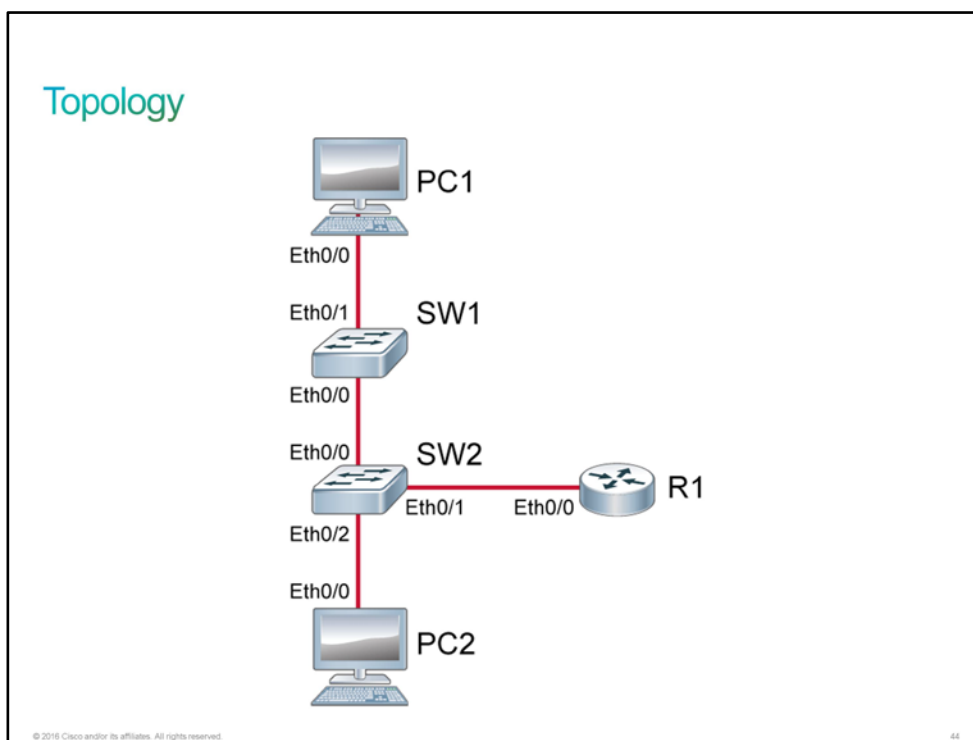 Topology
PC1
Eth0/0
Eth0/1
SW1
Eth0/0
Eth0/0
SW2
Eth0/1
Eth0/0
R1
Eth0/2
Eth0/0
PC2
© 2016 Cisco and/or its affiliates. All rights reserved.
44